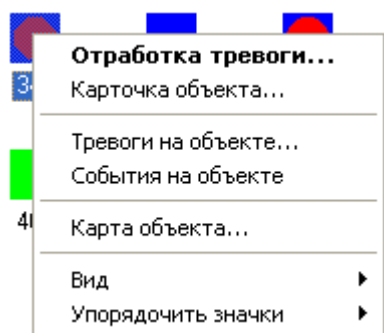 Отработка тревоги...
Карточка объекта...
Тревоги на объекте...
События на объекте
Карта объекта...
Вид
Упорядочить значки